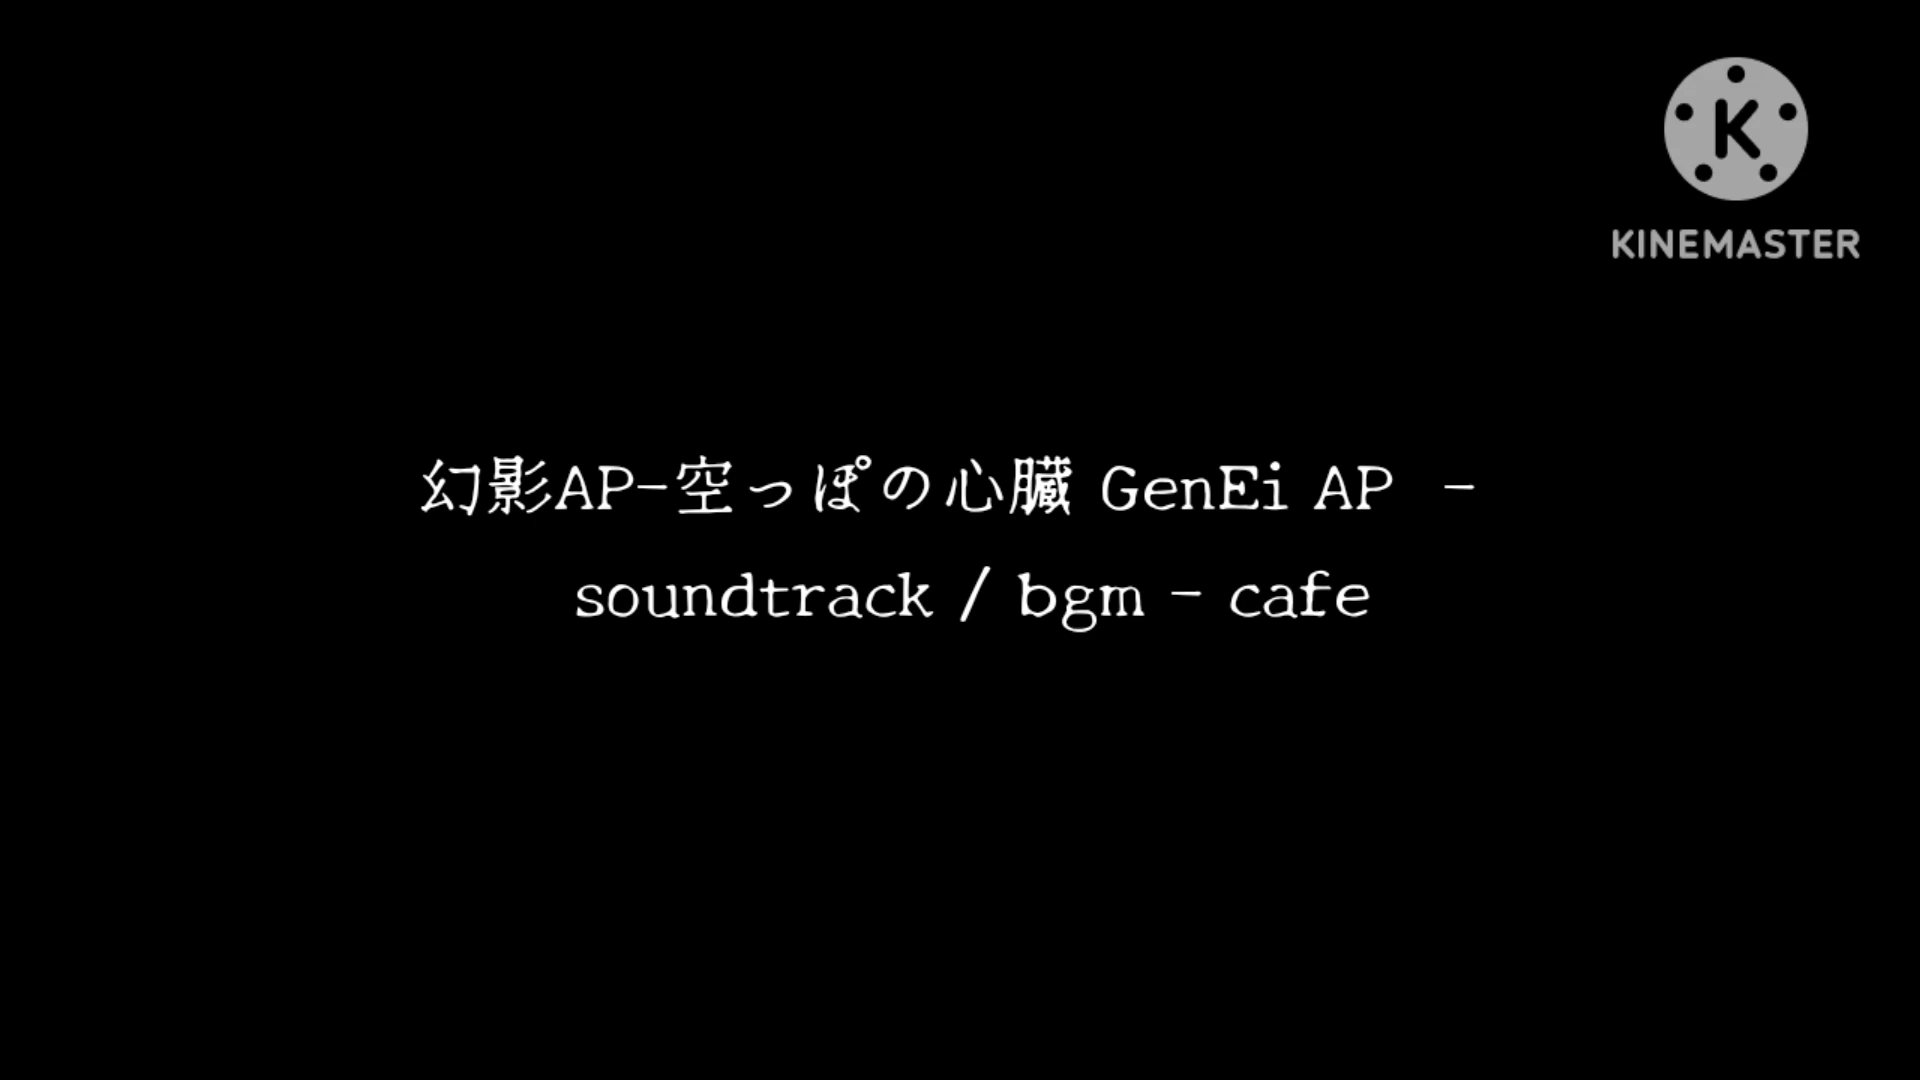 K
KINEMASTER
幻影AP-空っぽの心臓 GenEi AP -
soundtrack / bgm - cafe